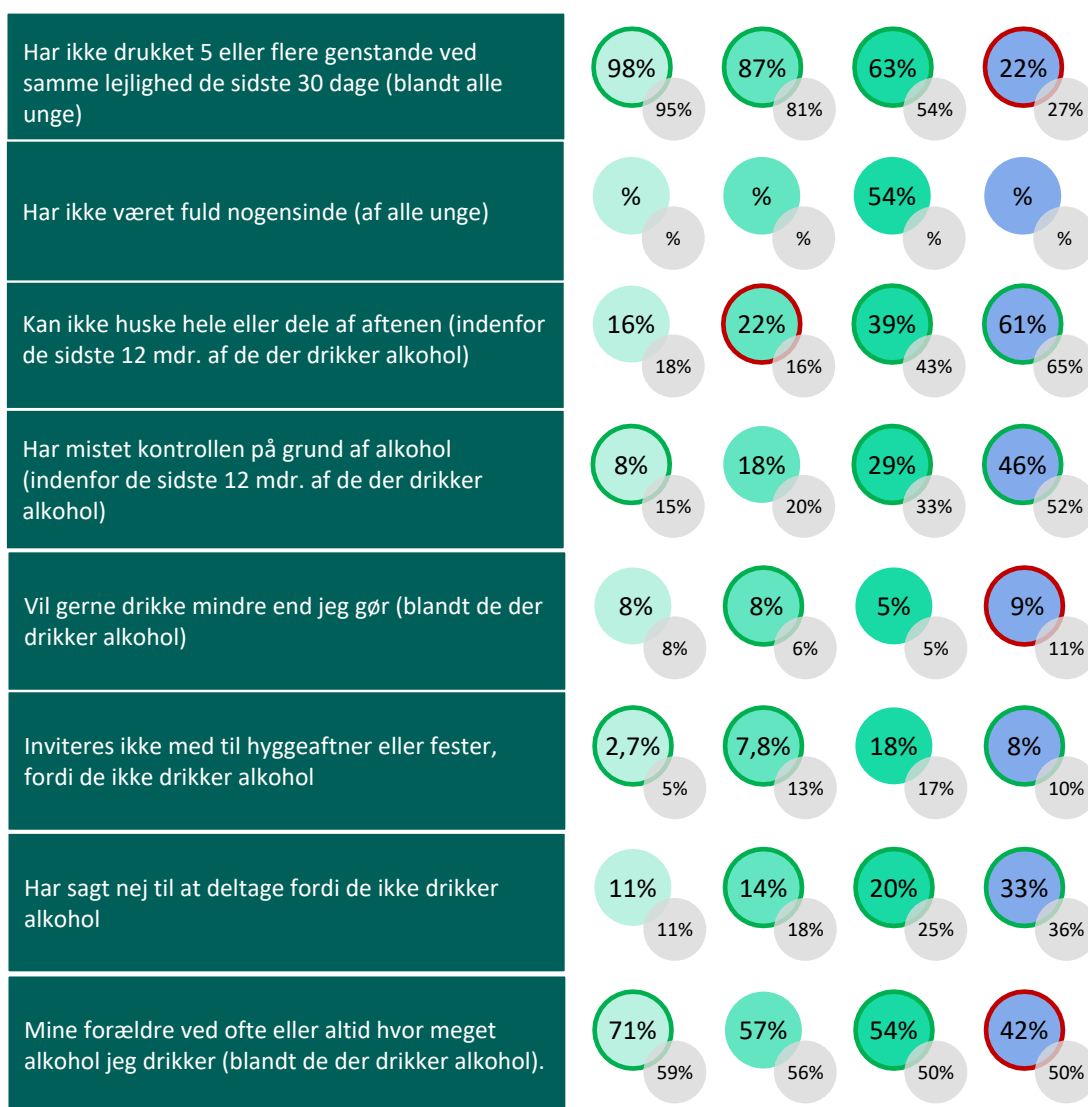 Har ikke drukket 5 eller flere genstande ved
samme lejlighed de sidste 30 dage (blandt alle
unge)
98% 87% 63% 22%
95% 81% 54% 27%
Har ikke været fuld nogensinde (af alle unge)
% % 54% %
% % % %
Kan ikke huske hele eller dele af aftenen (indenfor
de sidste 12 mdr. af de der drikker alkohol)
16% 22% 39% 61%
18% 16% 43% 65%
Har mistet kontrollen på grund af alkohol
(indenfor de sidste 12 mdr. af de der drikker
alkohol)
8% 18% 29% 46%
15% 20% 33% 52%
Vil gerne drikke mindre end jeg gør (blandt de der
drikker alkohol)
8% 8% 5% 9%
8% 6% 5% 11%
Inviteres ikke med til hyggeaftner eller fester,
fordi de ikke drikker alkohol
2,7% 7,8% 18% 8%
5% 13% 17% 10%
Har sagt nej til at deltage fordi de ikke drikker
alkohol
11% 14% 20% 33%
11% 18% 25% 36%
Mine forældre ved ofte eller altid hvor meget
alkohol jeg drikker (blandt de der drikker alkohol).
71% 57% 54% 42%
59% 56% 50% 50%